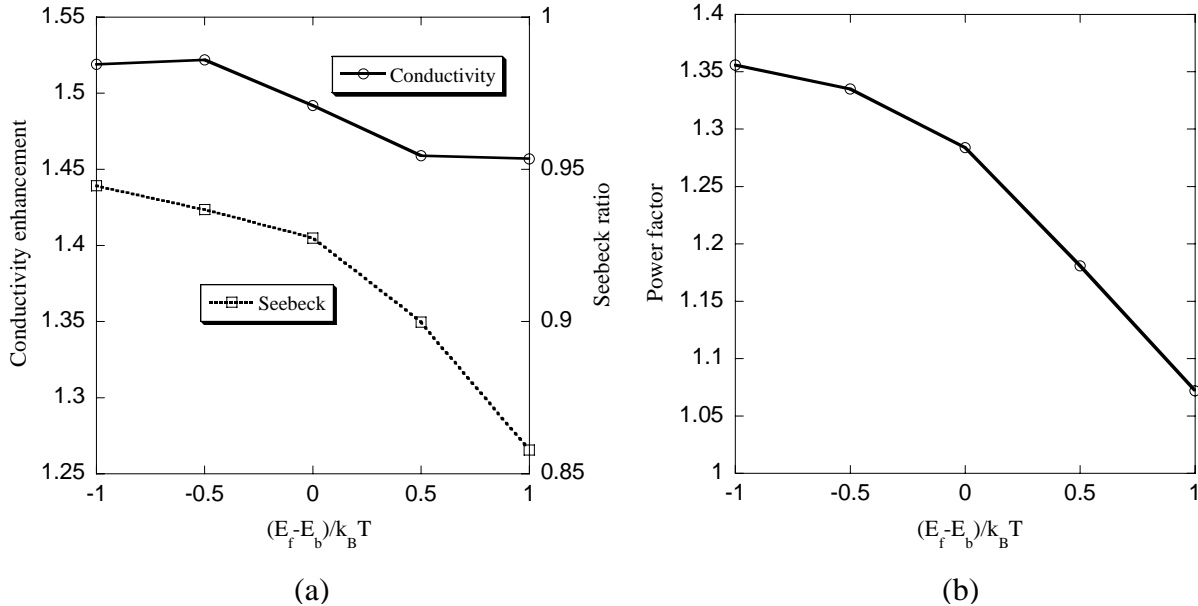 1.55
1.5
1.45
1.4
1.35
1.3
1.25
Conductivity enhancement
Conductivity
Seebeck
1
0.95
0.9
0.85
Seebeck ratio
-1 -0.5 0 0.5 1
(E_f-E_b)/k_BT
(a)
1.4
1.35
1.3
1.25
1.2
1.15
1.1
1.05
1
Power factor
-1 -0.5 0 0.5 1
(E_f-E_b)/k_BT
(b)